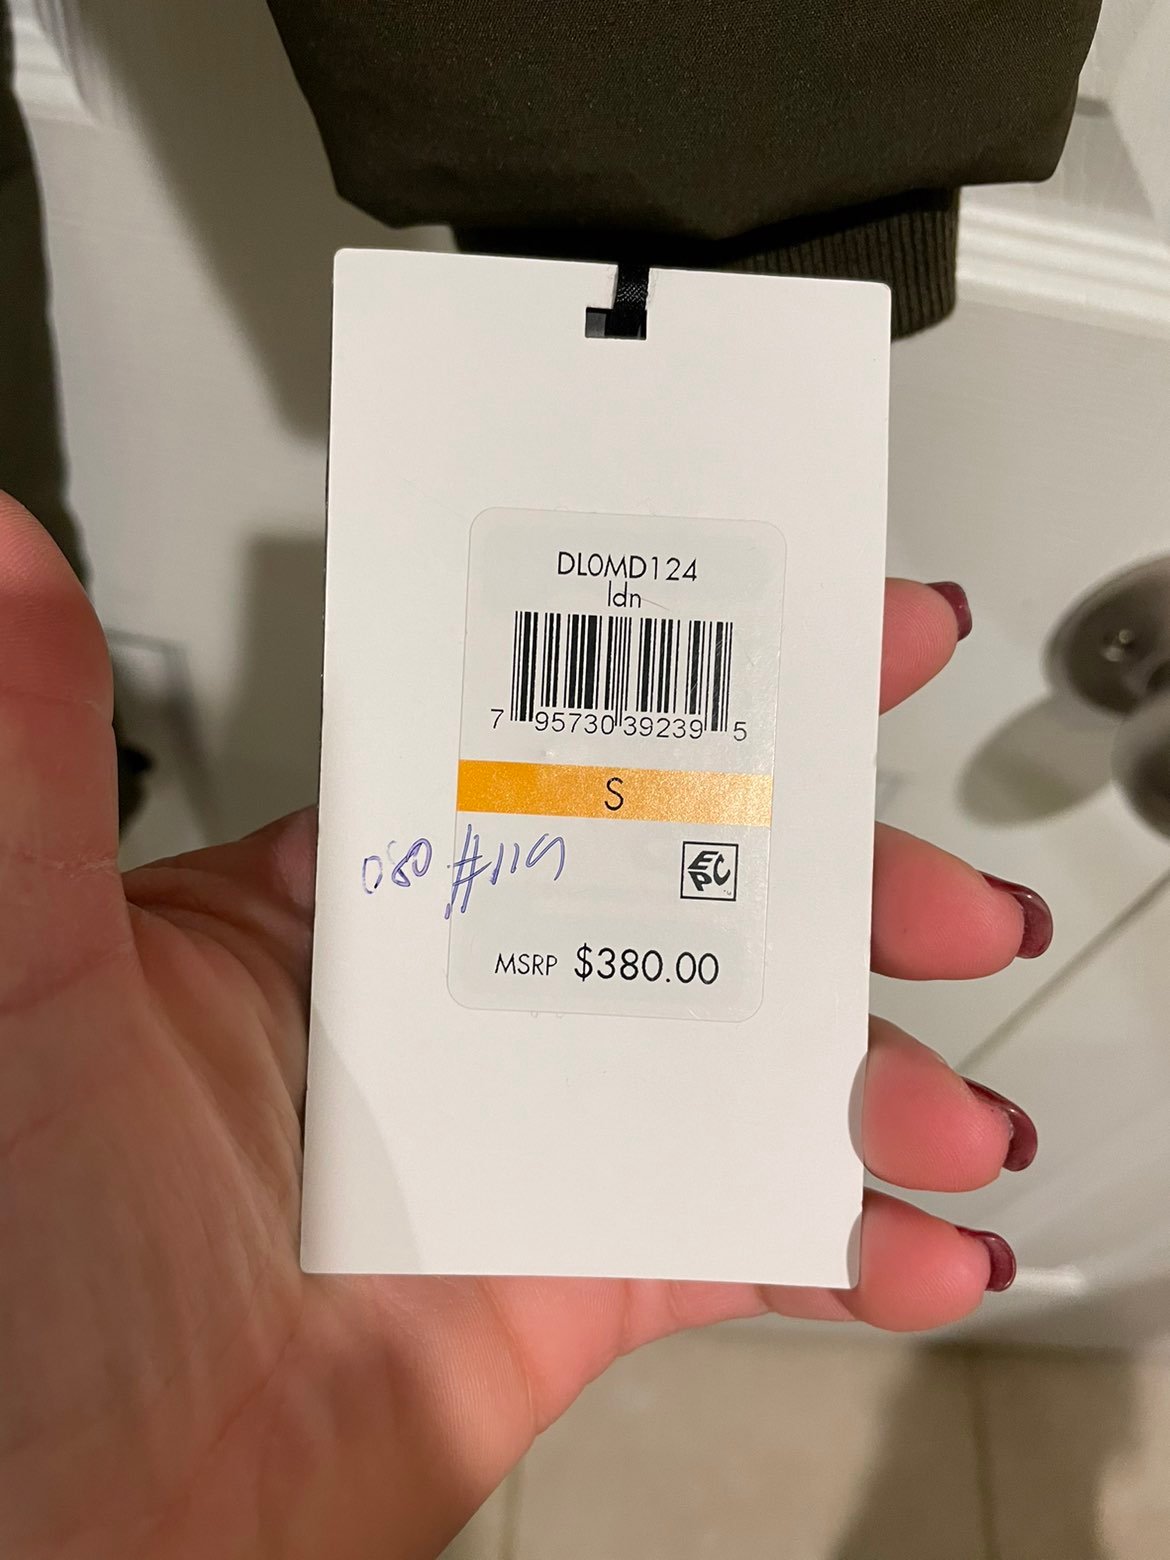 DL0MD124
ldn
7 95730 39239 5
S
080 #119
EPC
MSRP $380.00